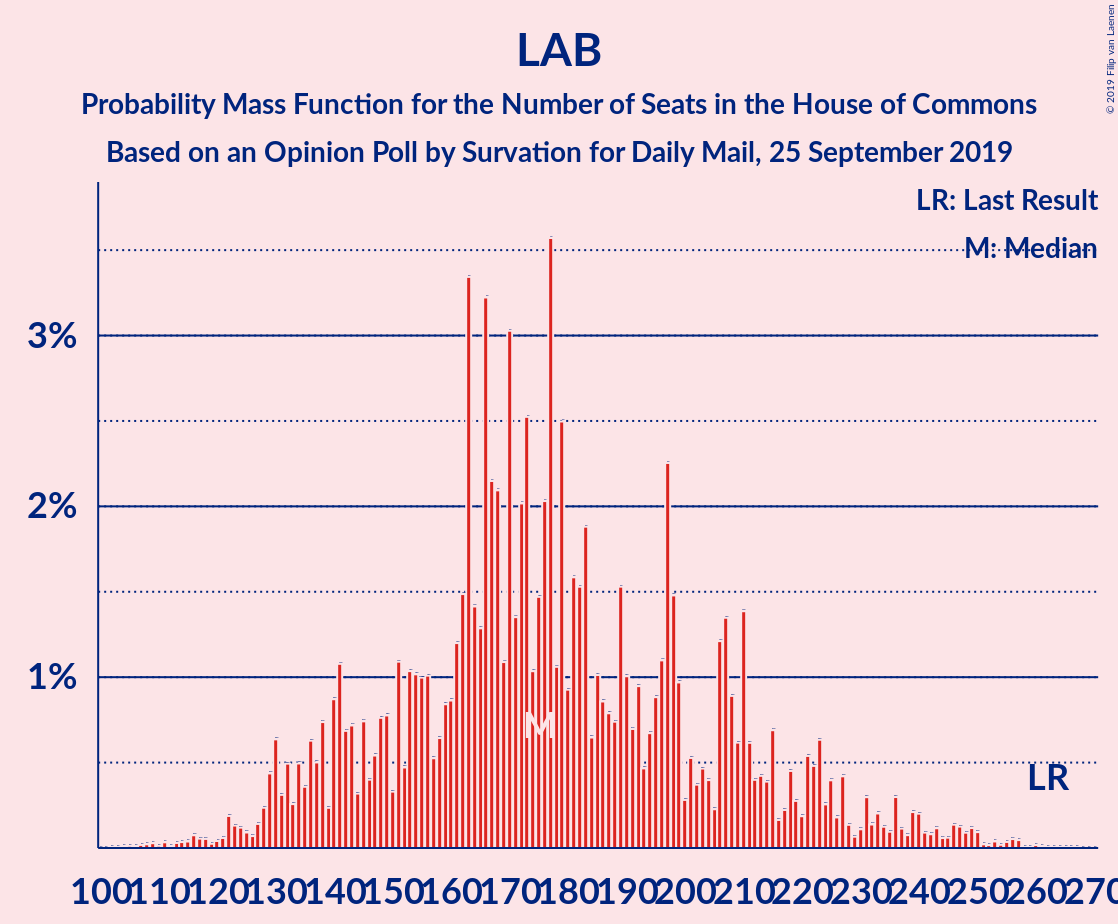 LAB
Probability Mass Function for the Number of Seats in the House of Commons
Based on an Opinion Poll by Survation for Daily Mail, 25 September 2019
© 2019 Filip van Laenen
LR: Last Result
M: Median
3%
2%
1%
M
LR
100 110 120 130 140 150 160 170 180 190 200 210 220 230 240 250 260 270